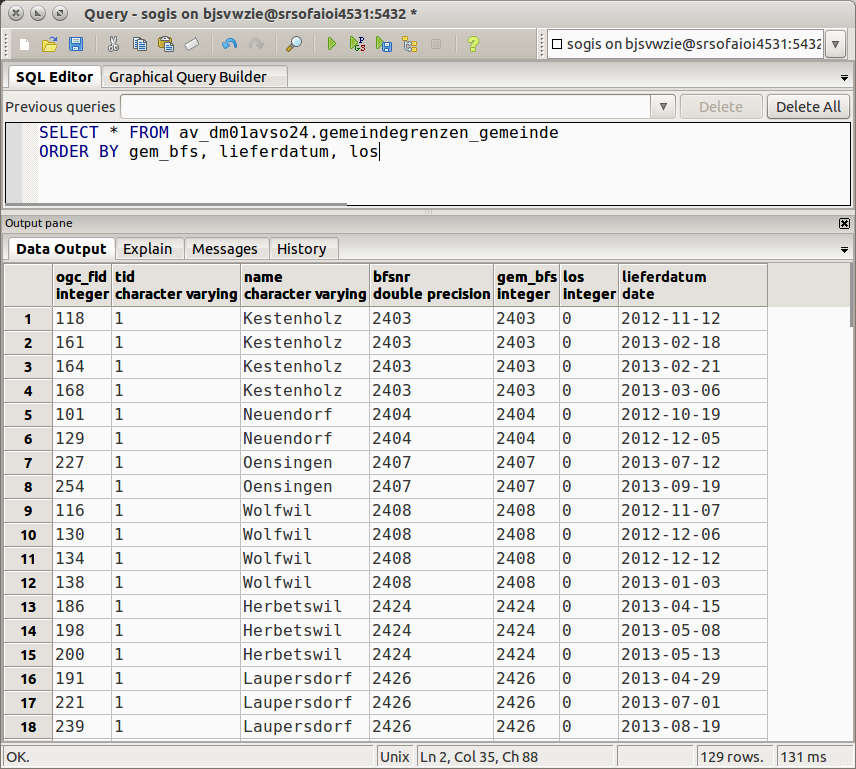 Query - sogis on bjsvwzie@srsofaioi4531:5432 *
sogis on bjsvwzie@srsofaioi4531:5432
SQL Editor Graphical Query Builder
Previous queries Delete Delete All
SELECT * FROM av_dm01avso24.gemeindegrenzen_gemeinde
ORDER BY gem_bfs, lieferdatum, los
Output pane
Data Output Explain Messages History
ogc_fid tid name bfsnr gem_bfs los lieferdatum
integer character varying character varying double precision integer integer date
1 118 1 Kestenholz 2403 2403 0 2012-11-12
2 161 1 Kestenholz 2403 2403 0 2013-02-18
3 164 1 Kestenholz 2403 2403 0 2013-02-21
4 168 1 Kestenholz 2403 2403 0 2013-03-06
5 101 1 Neuendorf 2404 2404 0 2012-10-19
6 129 1 Neuendorf 2404 2404 0 2012-12-05
7 227 1 Oensingen 2407 2407 0 2013-07-12
8 254 1 Oensingen 2407 2407 0 2013-09-19
9 116 1 Wolfwil 2408 2408 0 2012-11-07
10 130 1 Wolfwil 2408 2408 0 2012-12-06
11 134 1 Wolfwil 2408 2408 0 2012-12-12
12 138 1 Wolfwil 2408 2408 0 2013-01-03
13 186 1 Herbetswil 2424 2424 0 2013-04-15
14 198 1 Herbetswil 2424 2424 0 2013-05-08
15 200 1 Herbetswil 2424 2424 0 2013-05-13
16 191 1 Laupersdorf 2426 2426 0 2013-04-29
17 221 1 Laupersdorf 2426 2426 0 2013-07-01
18 239 1 Laupersdorf 2426 2426 0 2013-08-19
OK. Unix Ln 2, Col 35, Ch 88 129 rows. 131 ms